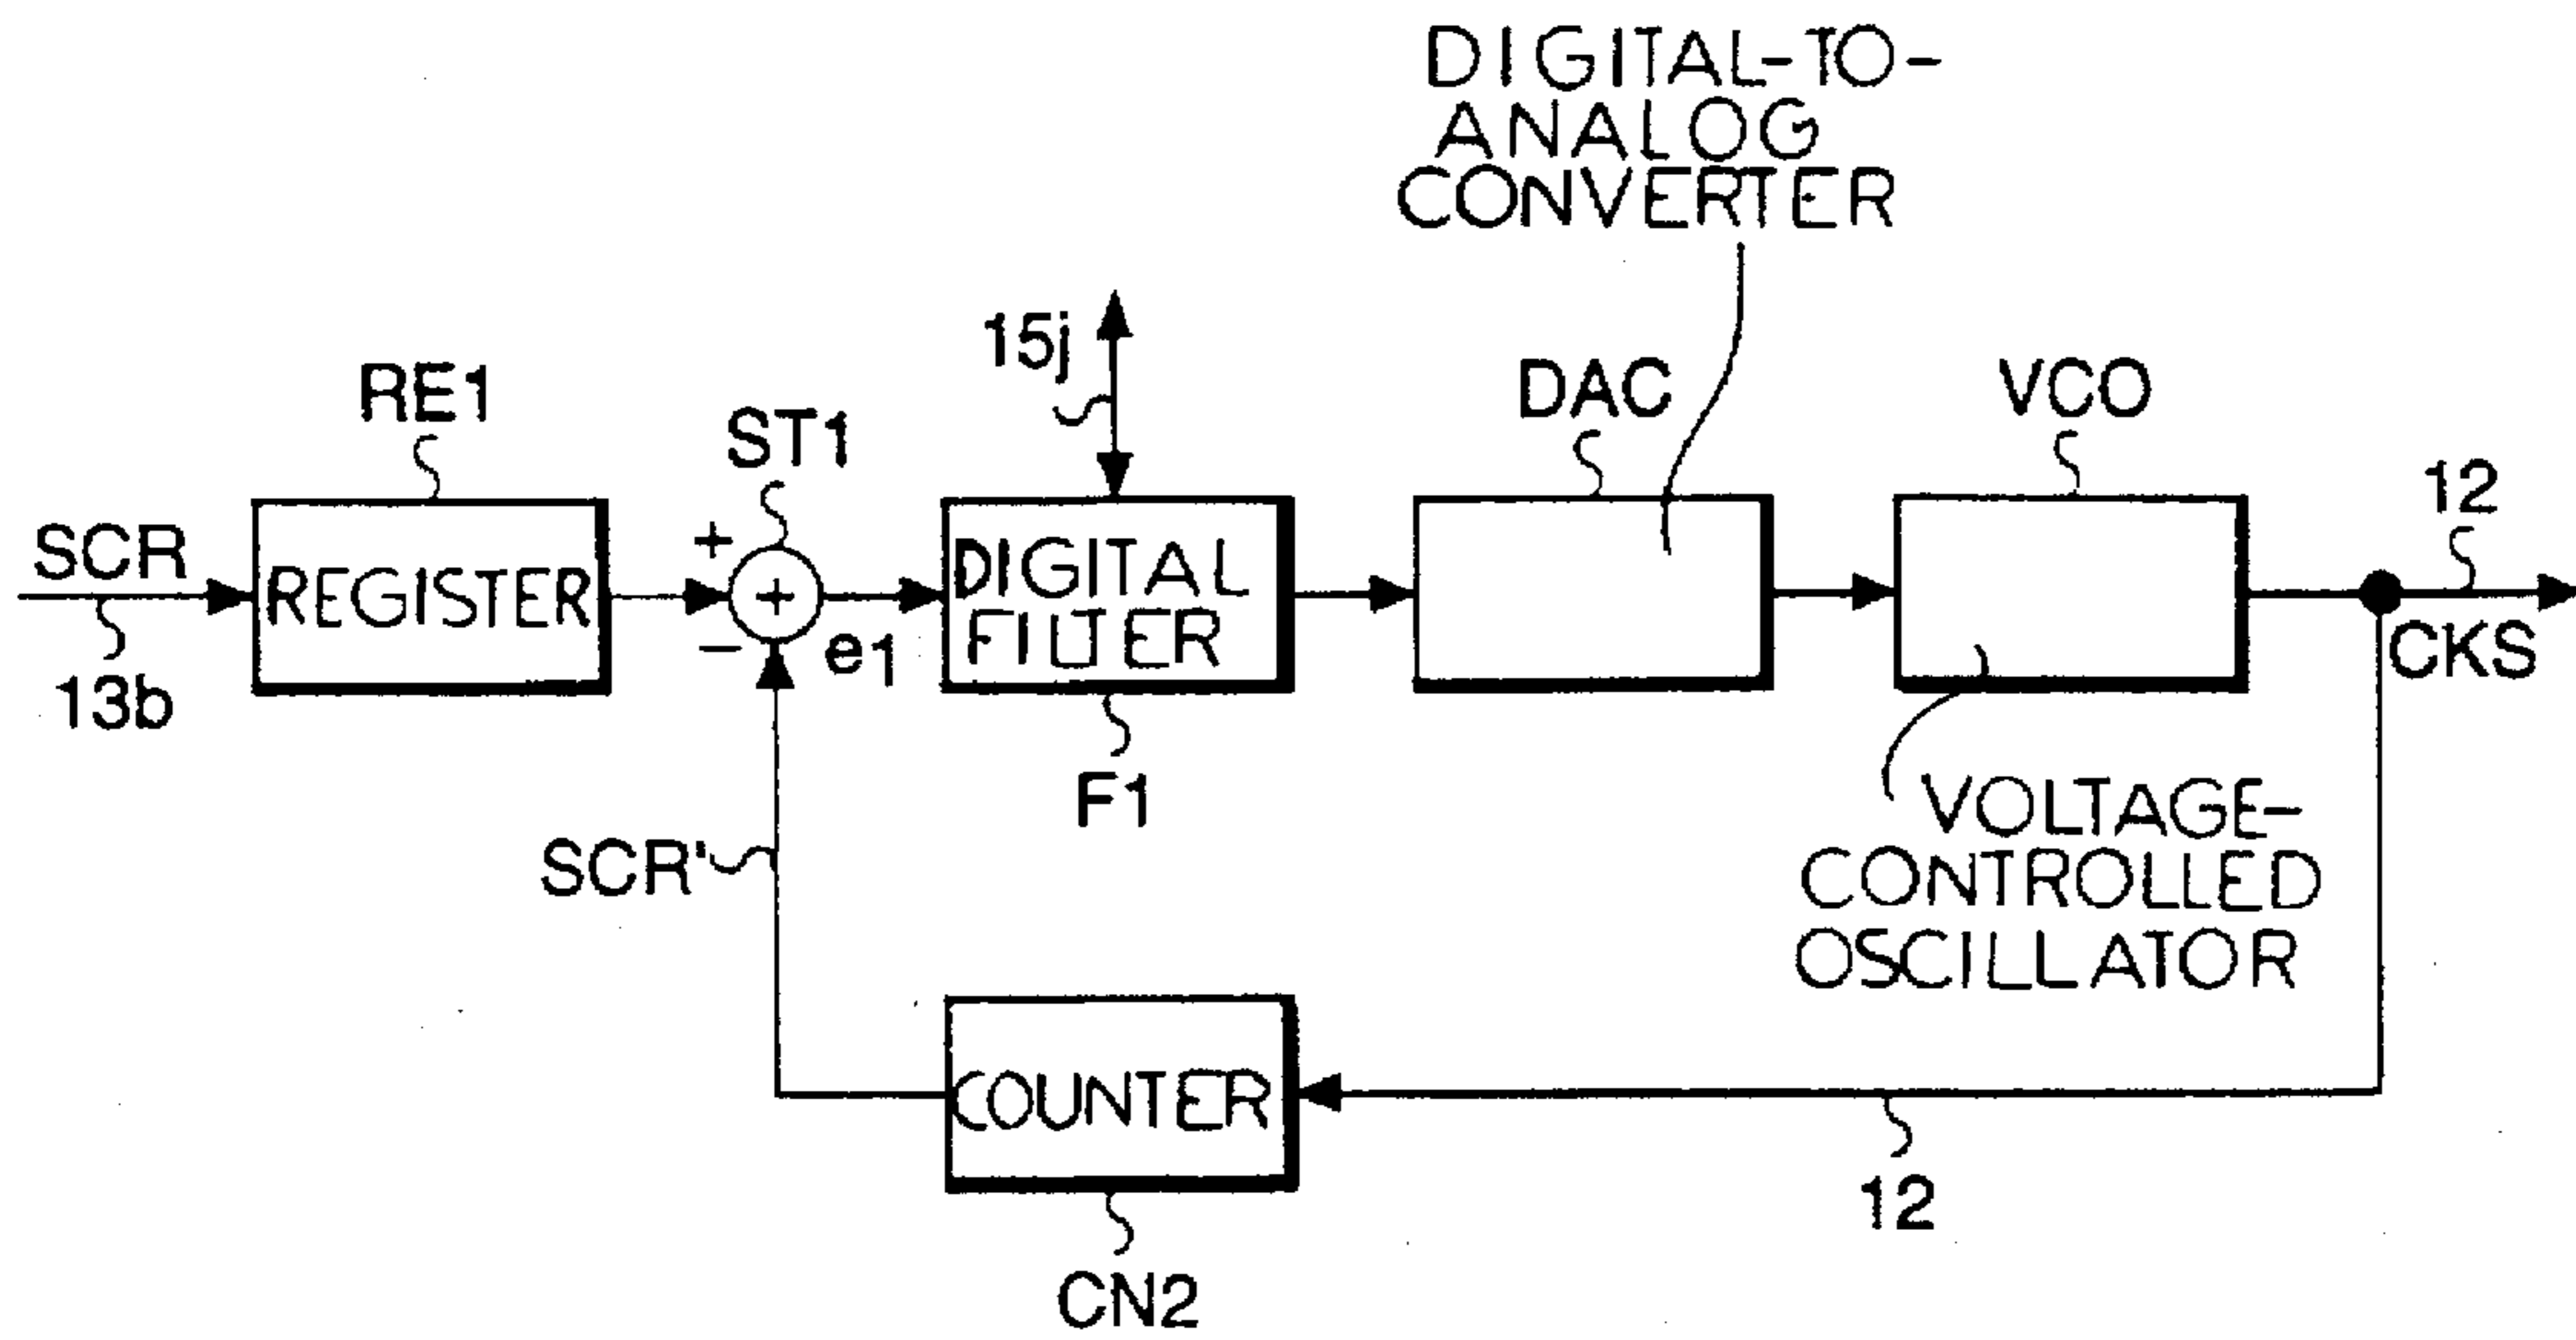 DIGITAL-TO-
ANALOG
CONVERTER
15j
RE1
ST1
DAC
VCO
12
SCR
+
REGISTER
+
DIGITAL
FILTER
−
e1
CKS
13b
F1
VOLTAGE-
CONTROLLED
OSCILLATOR
SCR'
COUNTER
12
CN2